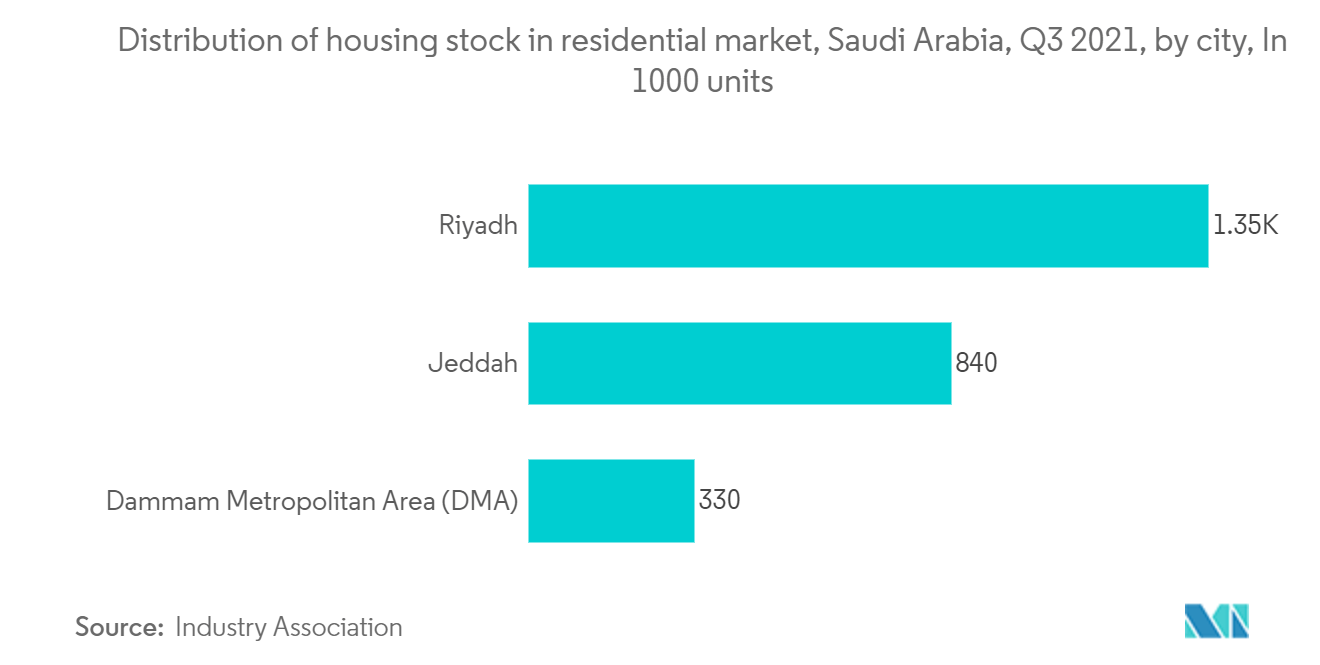 Distribution of housing stock in residential market, Saudi Arabia, Q3 2021, by city, In
1000 units
Riyadh 1.35K
Jeddah 840
Dammam Metropolitan Area (DMA) 330
Source: Industry Association